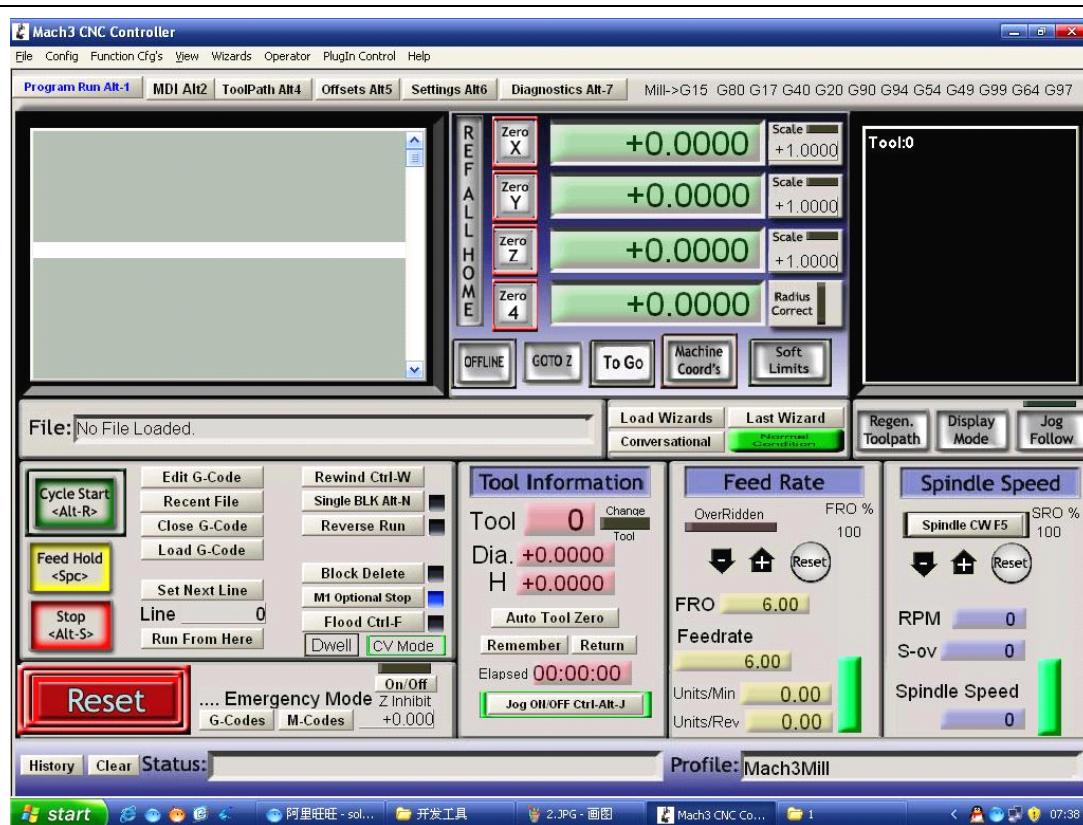 Mach3 CNC Controller
File Config Function Cfg's View Wizards Operator PlugIn Control Help
Program Run Alt-1 MDI Alt2 ToolPath Alt4 Offsets Alt5 Settings Alt6 Diagnostics Alt-7 Mill->G15 G80 G17 G40 G20 G90 G94 G54 G49 G99 G64 G97
REF ALL HOME
Zero X +0.0000 Scale +1.0000
Zero Y +0.0000 Scale +1.0000
Zero Z +0.0000 Scale +1.0000
Zero 4 +0.0000 Radius Correct
OFFLINE GOTO Z To Go Machine Coord's Soft Limits
Tool:0
File: No File Loaded.
Load Wizards Last Wizard
Conversational Normal Condition
Regen. Toolpath Display Mode Jog Follow
Cycle Start <Alt-R>
Feed Hold <Spc>
Stop <Alt-S>
Edit G-Code
Recent File
Close G-Code
Load G-Code
Set Next Line
Line 0
Run From Here
Rewind Ctrl-W
Single BLK Alt-N
Reverse Run
Block Delete
M1 Optional Stop
Flood Ctrl-F
Dwell CV Mode
Reset
.... Emergency Mode
G-Codes M-Codes
On/Off
Z Inhibit
+0.000
Tool Information
Tool 0 Change Tool
Dia. +0.0000
H +0.0000
Auto Tool Zero
Remember Return
Elapsed 00:00:00
Jog ON/OFF Ctrl-Alt-J
Feed Rate
OverRidden FRO %
100
Reset
FRO 6.00
Feedrate
6.00
Units/Min 0.00
Units/Rev 0.00
Spindle Speed
Spindle CW F5 SRO %
100
Reset
RPM 0
S-ov 0
Spindle Speed
0
History Clear Status:
Profile: Mach3Mill
start 阿里旺旺 - sol... 开发工具 2.JPG - 画图 Mach3 CNC Co... 1 07:38